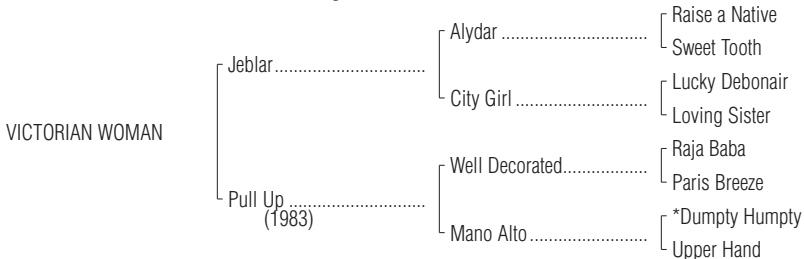 Raise a Native
Alydar ..............................
Sweet Tooth
Jeblar ...............................
Lucky Debonair
City Girl ...........................
Loving Sister
VICTORIAN WOMAN
Raja Baba
Well Decorated..................
Paris Breeze
Pull Up ............................
(1983)
*Dumpty Humpty
Mano Alto ........................
Upper Hand